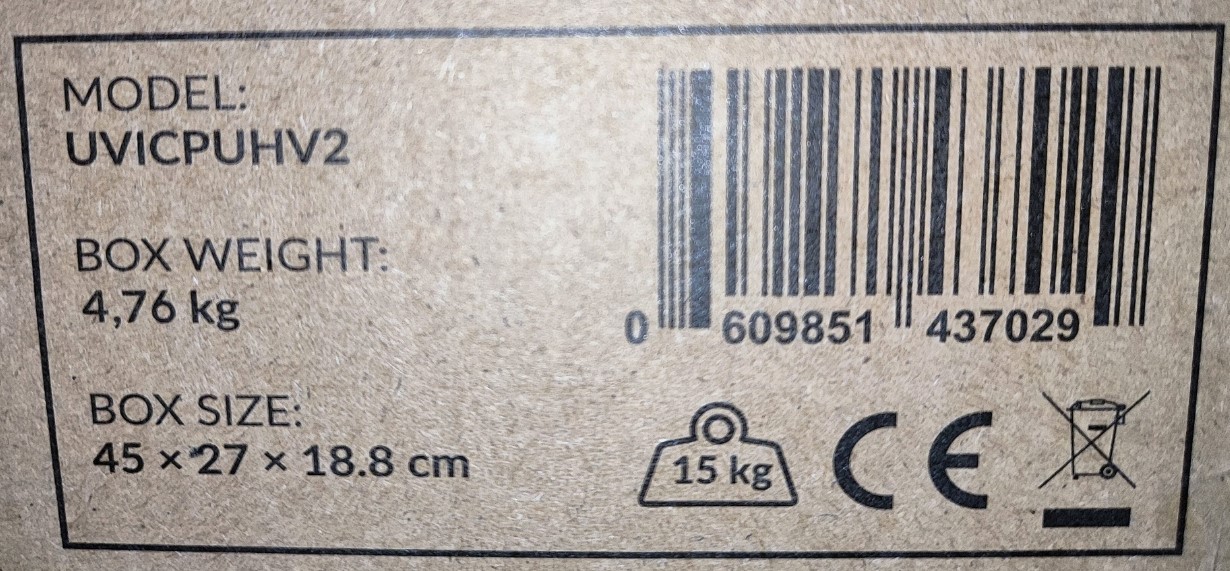 MODEL:
UVICPUHV2
BOX WEIGHT:
4,76 kg
BOX SIZE:
45 × 27 × 18.8 cm
0 609851 437029
15 kg
CE